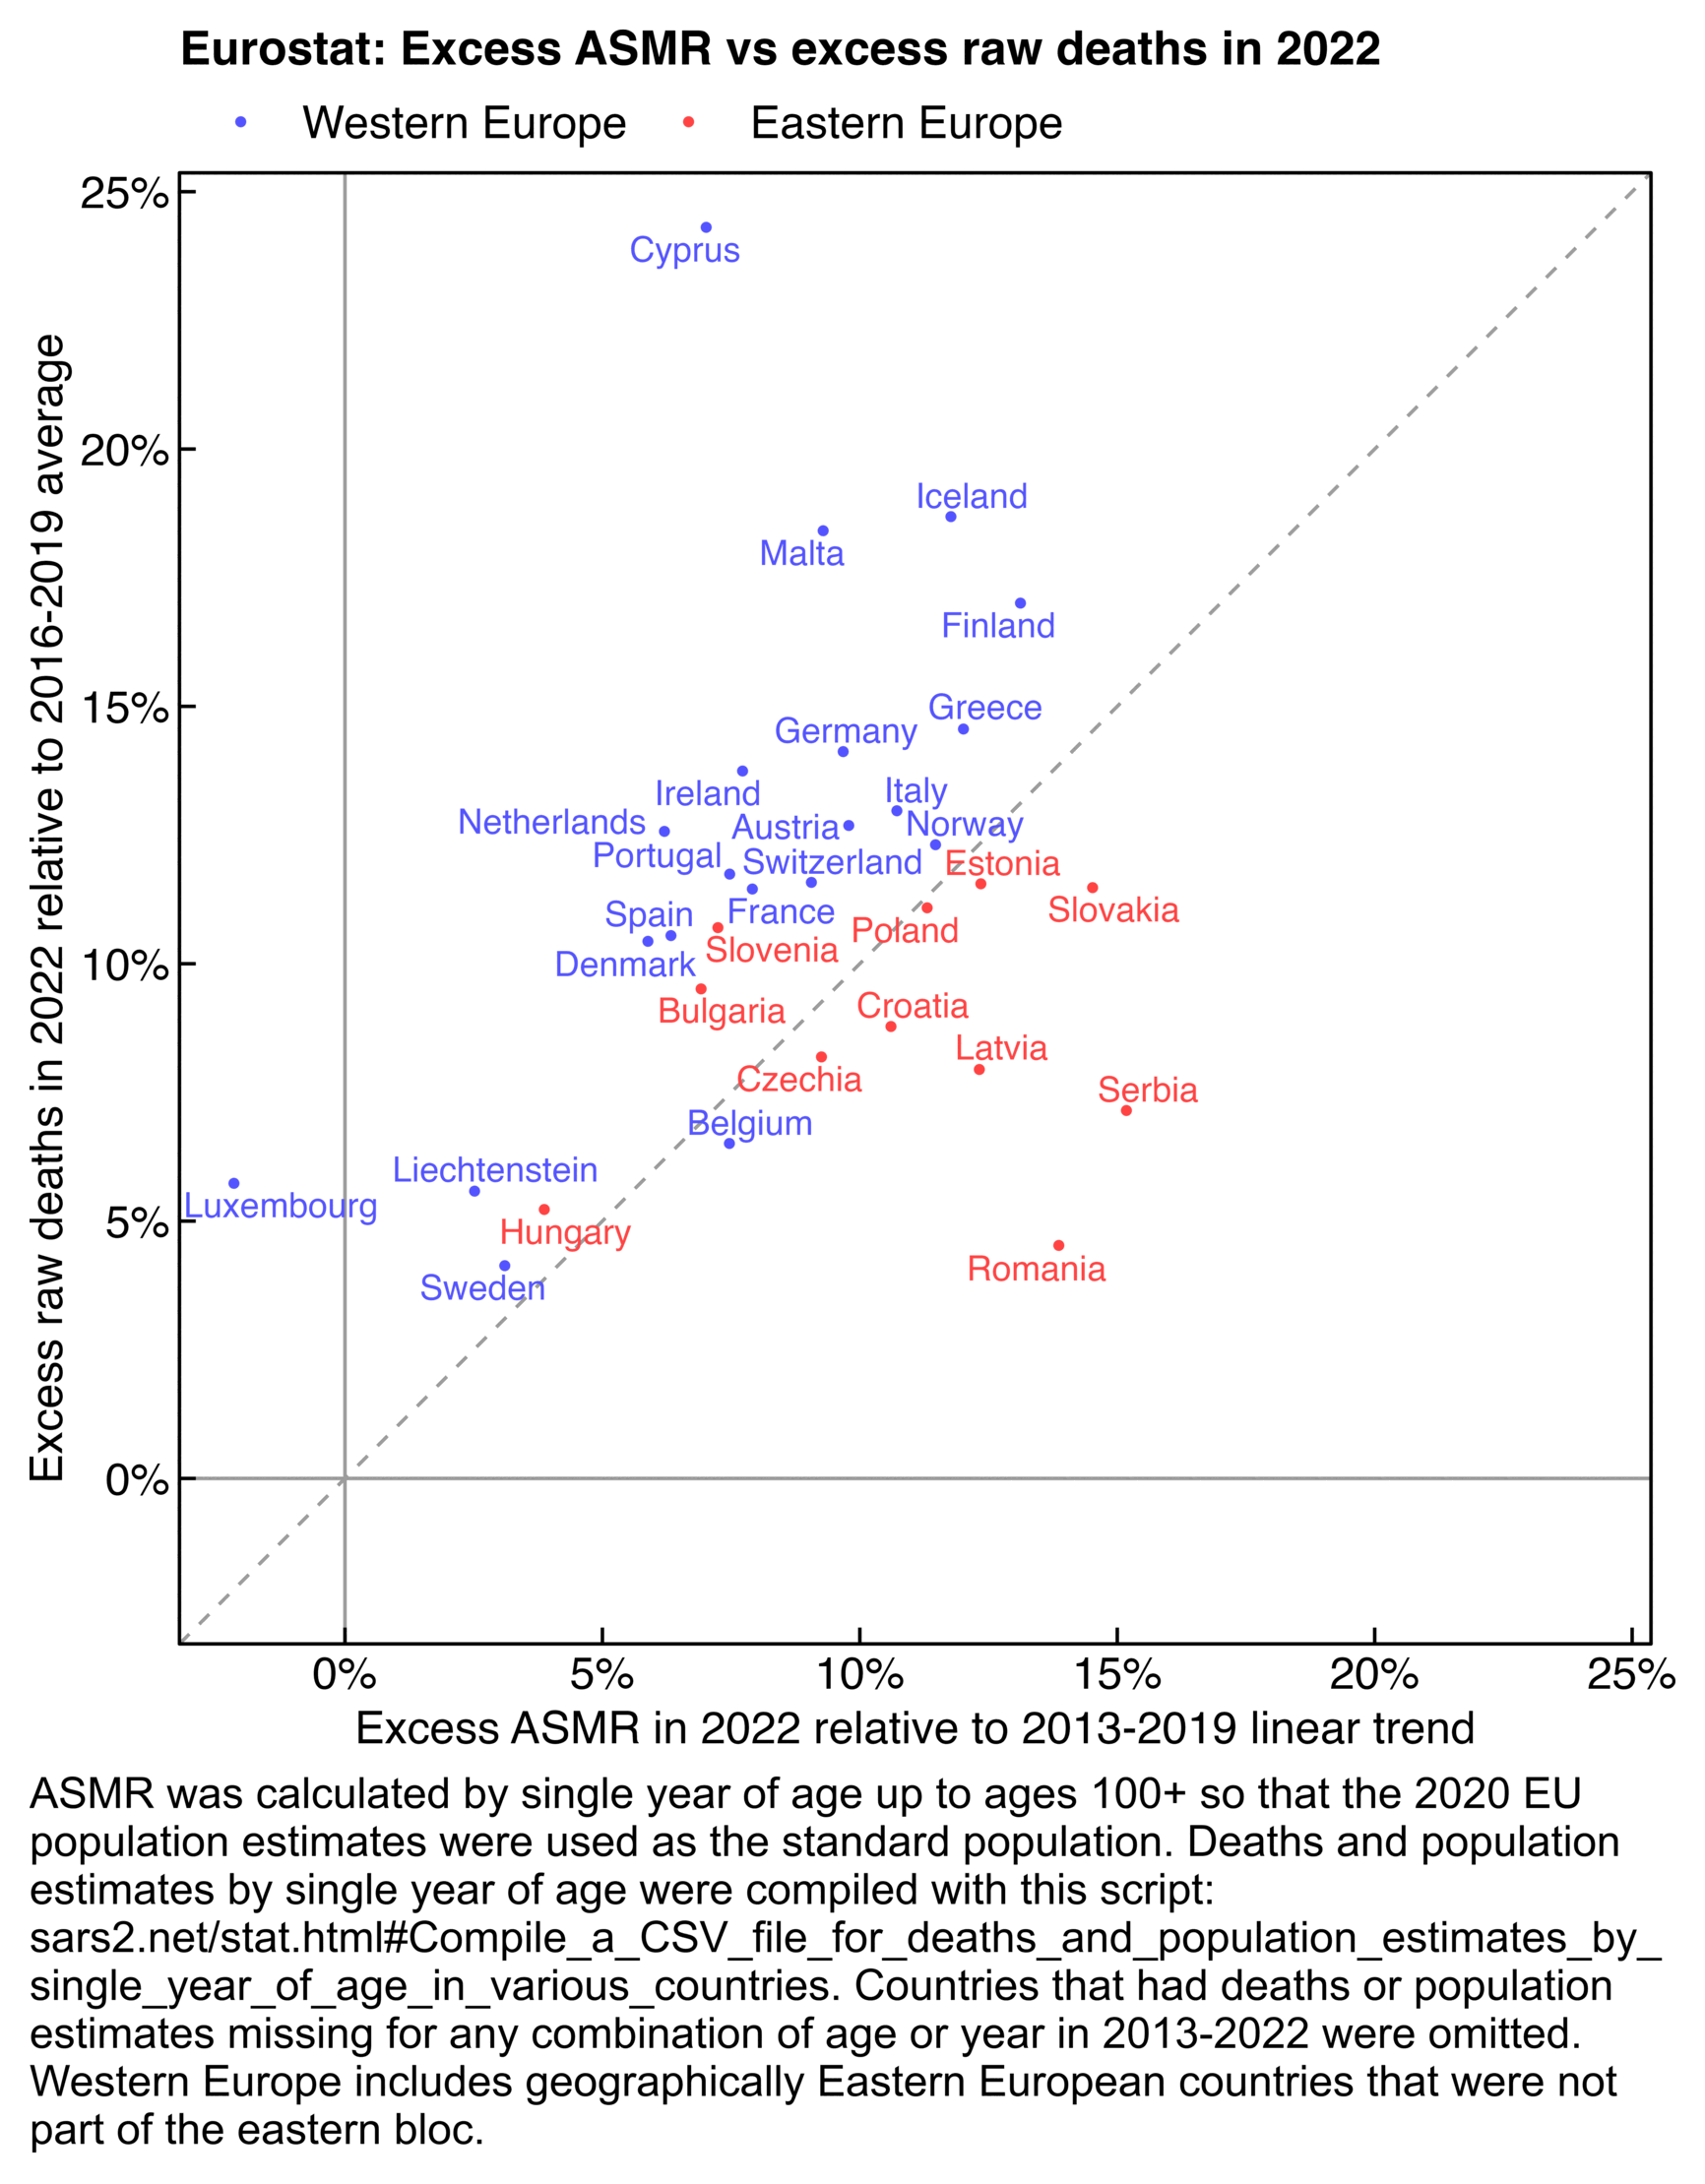 Eurostat: Excess ASMR vs excess raw deaths in 2022
Western Europe
Eastern Europe
Excess raw deaths in 2022 relative to 2016-2019 average
25%
20%
15%
10%
5%
0%
Cyprus
Iceland
Malta
Finland
Greece
Germany
Ireland
Italy
Netherlands
Austria
Norway
Portugal
Switzerland
Estonia
Slovakia
Spain
France
Poland
Denmark
Slovenia
Bulgaria
Croatia
Latvia
Czechia
Serbia
Belgium
Liechtenstein
Luxembourg
Hungary
Romania
Sweden
0%
5%
10%
15%
20%
25%
Excess ASMR in 2022 relative to 2013-2019 linear trend
ASMR was calculated by single year of age up to ages 100+ so that the 2020 EU
population estimates were used as the standard population. Deaths and population
estimates by single year of age were compiled with this script:
sars2.net/stat.html#Compile_a_CSV_file_for_deaths_and_population_estimates_by_
single_year_of_age_in_various_countries. Countries that had deaths or population
estimates missing for any combination of age or year in 2013-2022 were omitted.
Western Europe includes geographically Eastern European countries that were not
part of the eastern bloc.